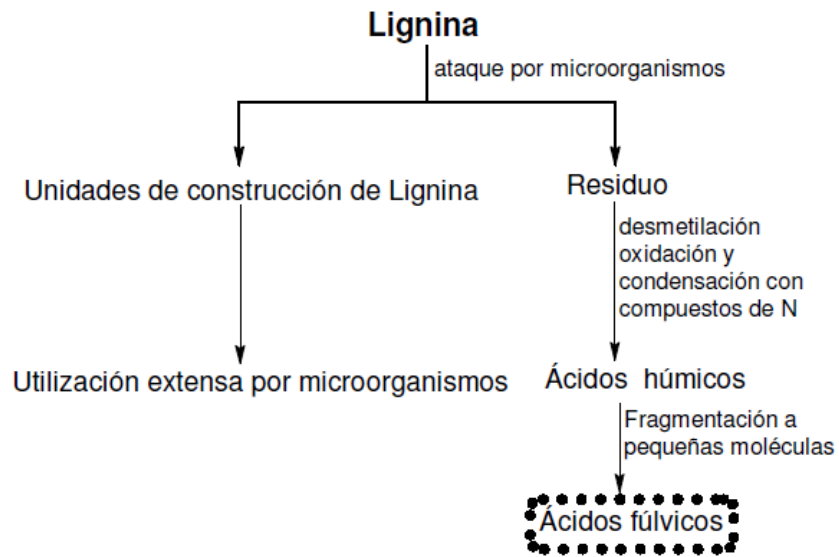 Lignina
ataque por microorganismos
Unidades de construcción de Lignina
Residuo
desmetilación
oxidación y
condensación con
compuestos de N
Utilización extensa por microorganismos
Ácidos húmicos
Fragmentación a
pequeñas moléculas
Ácidos fúlvicos